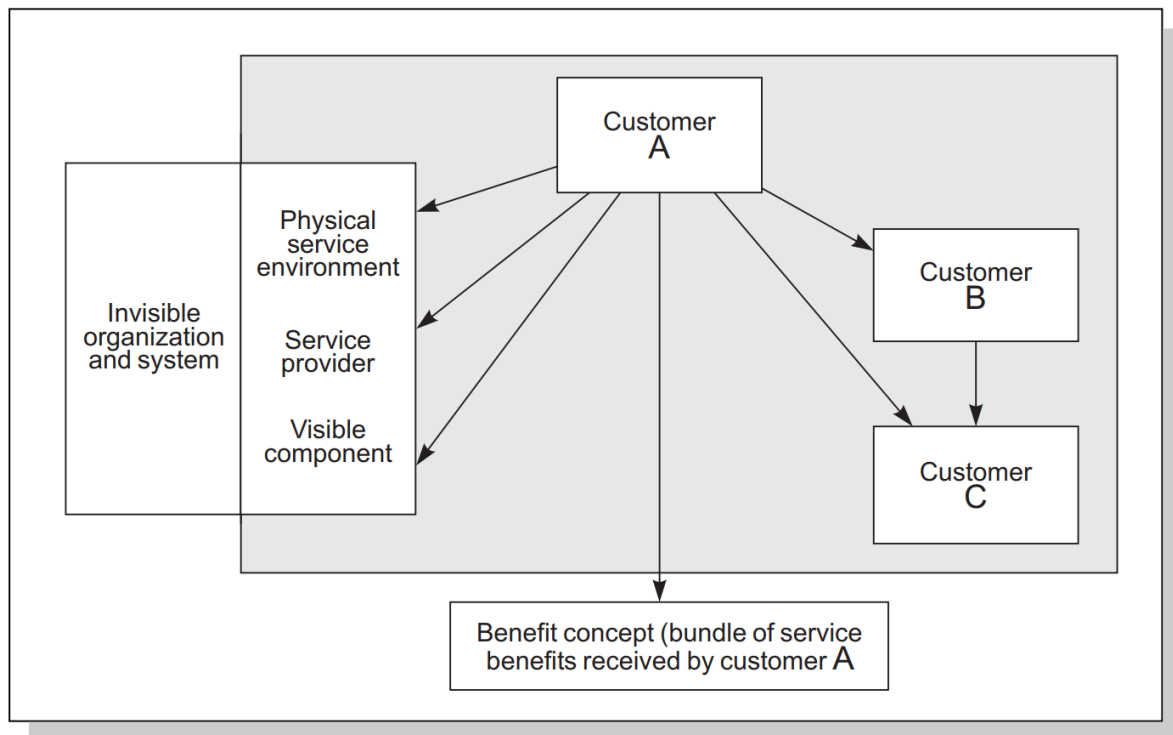 Customer
A
Physical
service
environment
Invisible
organization
and system
Service
provider
Visible
component
Customer
B
Customer
C
Benefit concept (bundle of service
benefits received by customer A